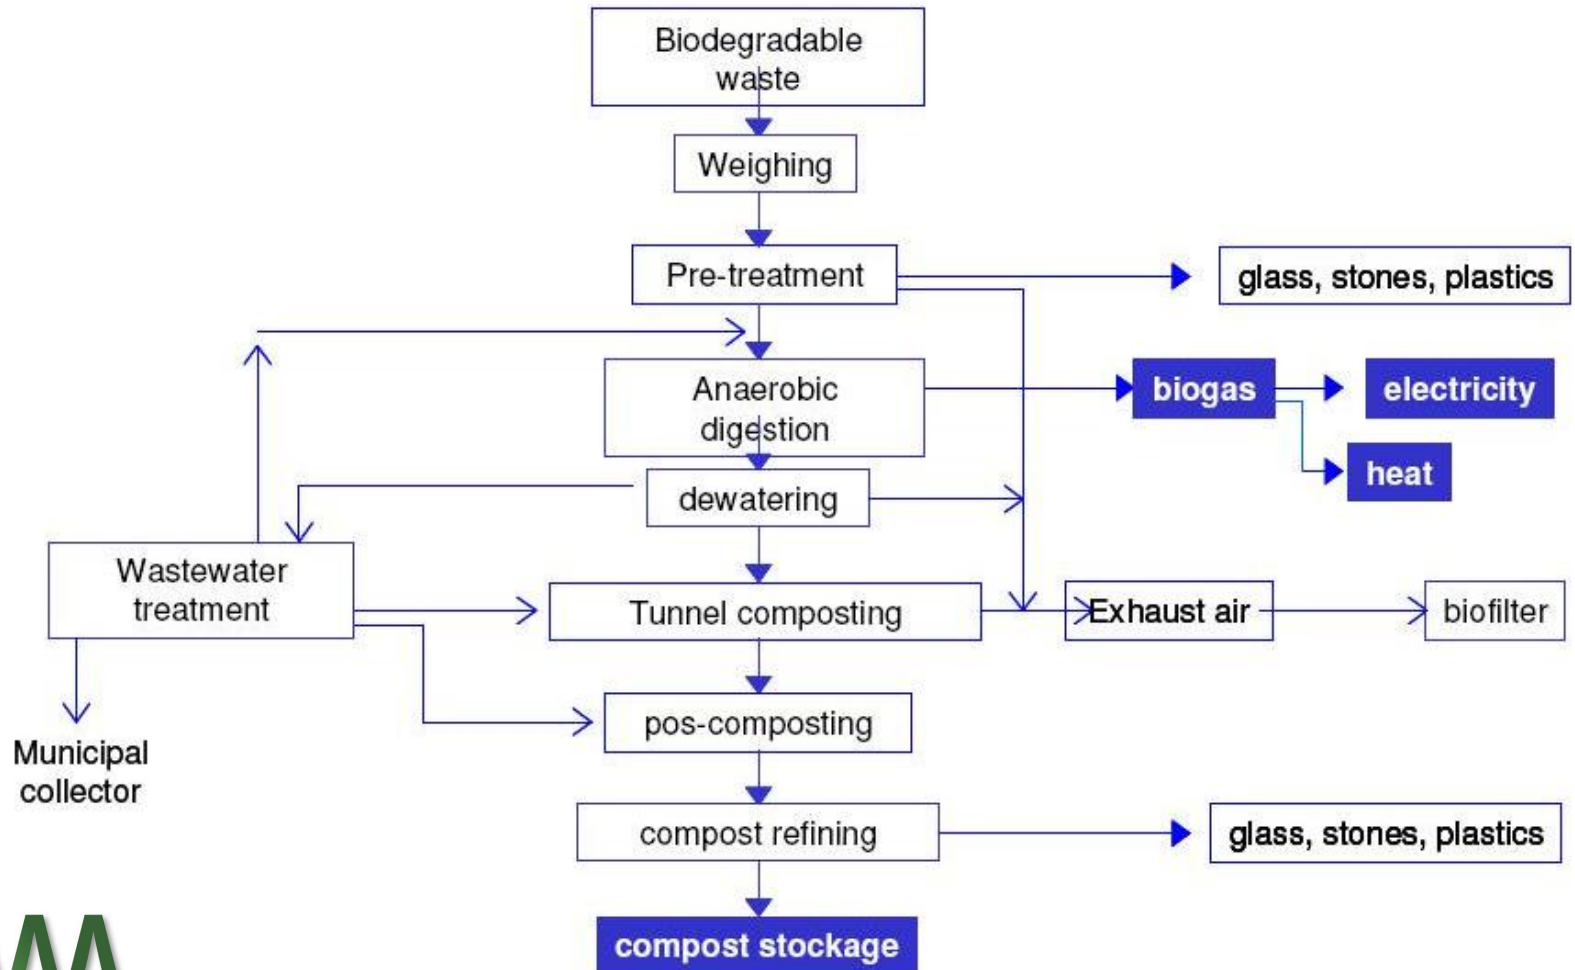 Biodegradable
waste
Weighing
Pre-treatment
glass, stones, plastics
Anaerobic
digestion
biogas
electricity
heat
dewatering
Wastewater
treatment
Tunnel composting
Exhaust air
biofilter
pos-composting
Municipal
collector
compost refining
glass, stones, plastics
compost stockage